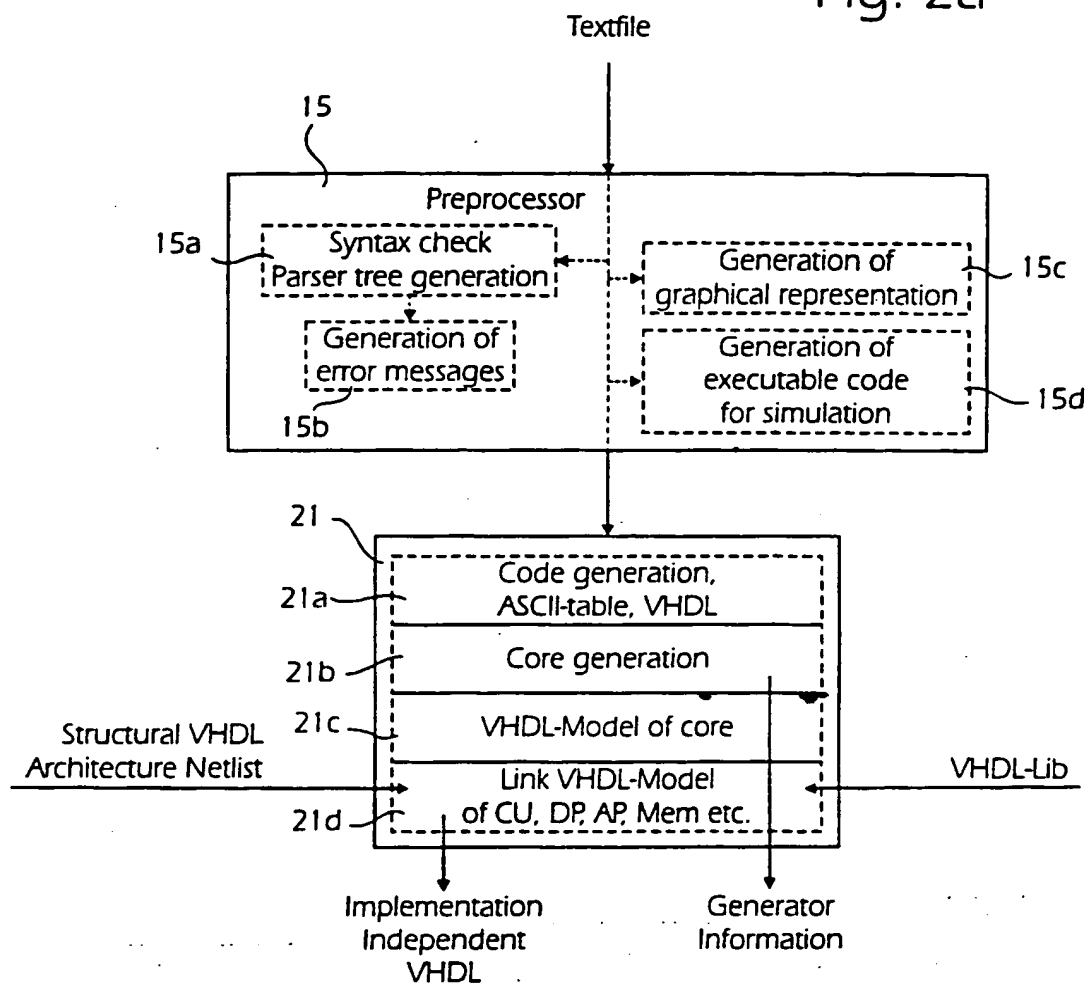 Textfile
15
Preprocessor
15a
Syntax check
Parser tree generation
Generation of
graphical representation
15c
Generation of
error messages
15b
Generation of
executable code
for simulation
15d
21
21a
Code generation,
ASCII-table, VHDL
21b
Core generation
21c
VHDL-Model of core
Structural VHDL
Architecture Netlist
21d
Link VHDL-Model
of CU, DP, AP, Mem etc.
VHDL-Lib
Implementation
Independent
VHDL
Generator
Information